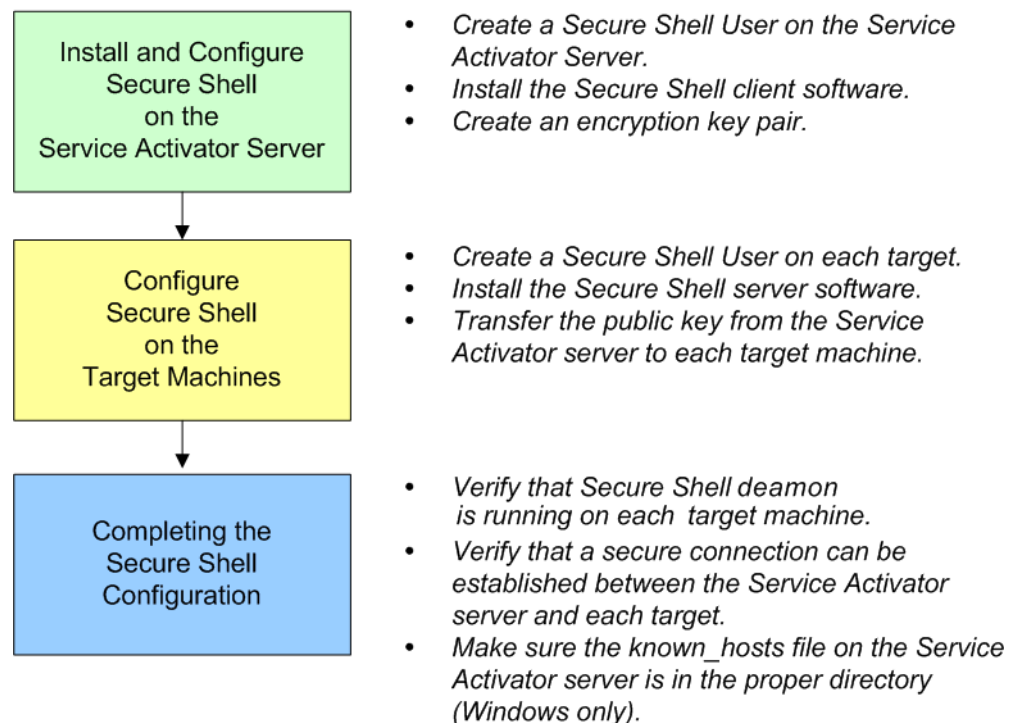 Install and Configure
Secure Shell
on the
Service Activator Server
• Create a Secure Shell User on the Service
Activator Server.
• Install the Secure Shell client software.
• Create an encryption key pair.
Configure
Secure Shell
on the
Target Machines
• Create a Secure Shell User on each target.
• Install the Secure Shell server software.
• Transfer the public key from the Service
Activator server to each target machine.
Completing the
Secure Shell
Configuration
• Verify that Secure Shell deamon
is running on each target machine.
• Verify that a secure connection can be
established between the Service Activator
server and each target.
• Make sure the known_hosts file on the Service
Activator server is in the proper directory
(Windows only).